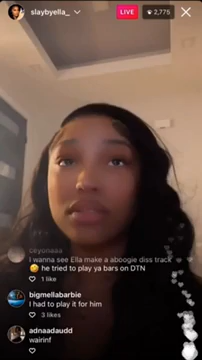 slaybyella_
LIVE
2,775
ceyonaaa
I wanna see Ella make a aboogie diss track
🤣 he tried to play ya bars on DTN
1 like
bigmellabarbie
I had to play it for him
3 likes
adnaadaudd
wairinf